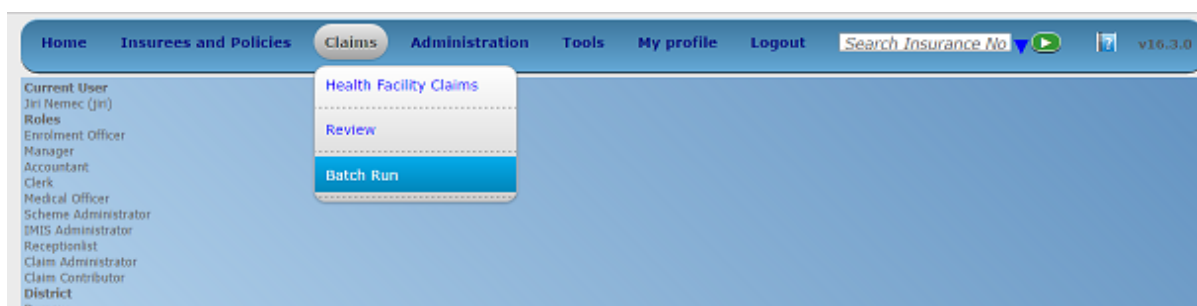 Home Insurees and Policies Claims Administration Tools My profile Logout Search Insurance No v16.3.0
Health Facility Claims
Review
Batch Run
Current User
Jiri Nemec (jiri)
Roles
Enrolment Officer
Manager
Accountant
Clerk
Medical Officer
Scheme Administrator
IMIS Administrator
Receptionlist
Claim Administrator
Claim Contributor
District